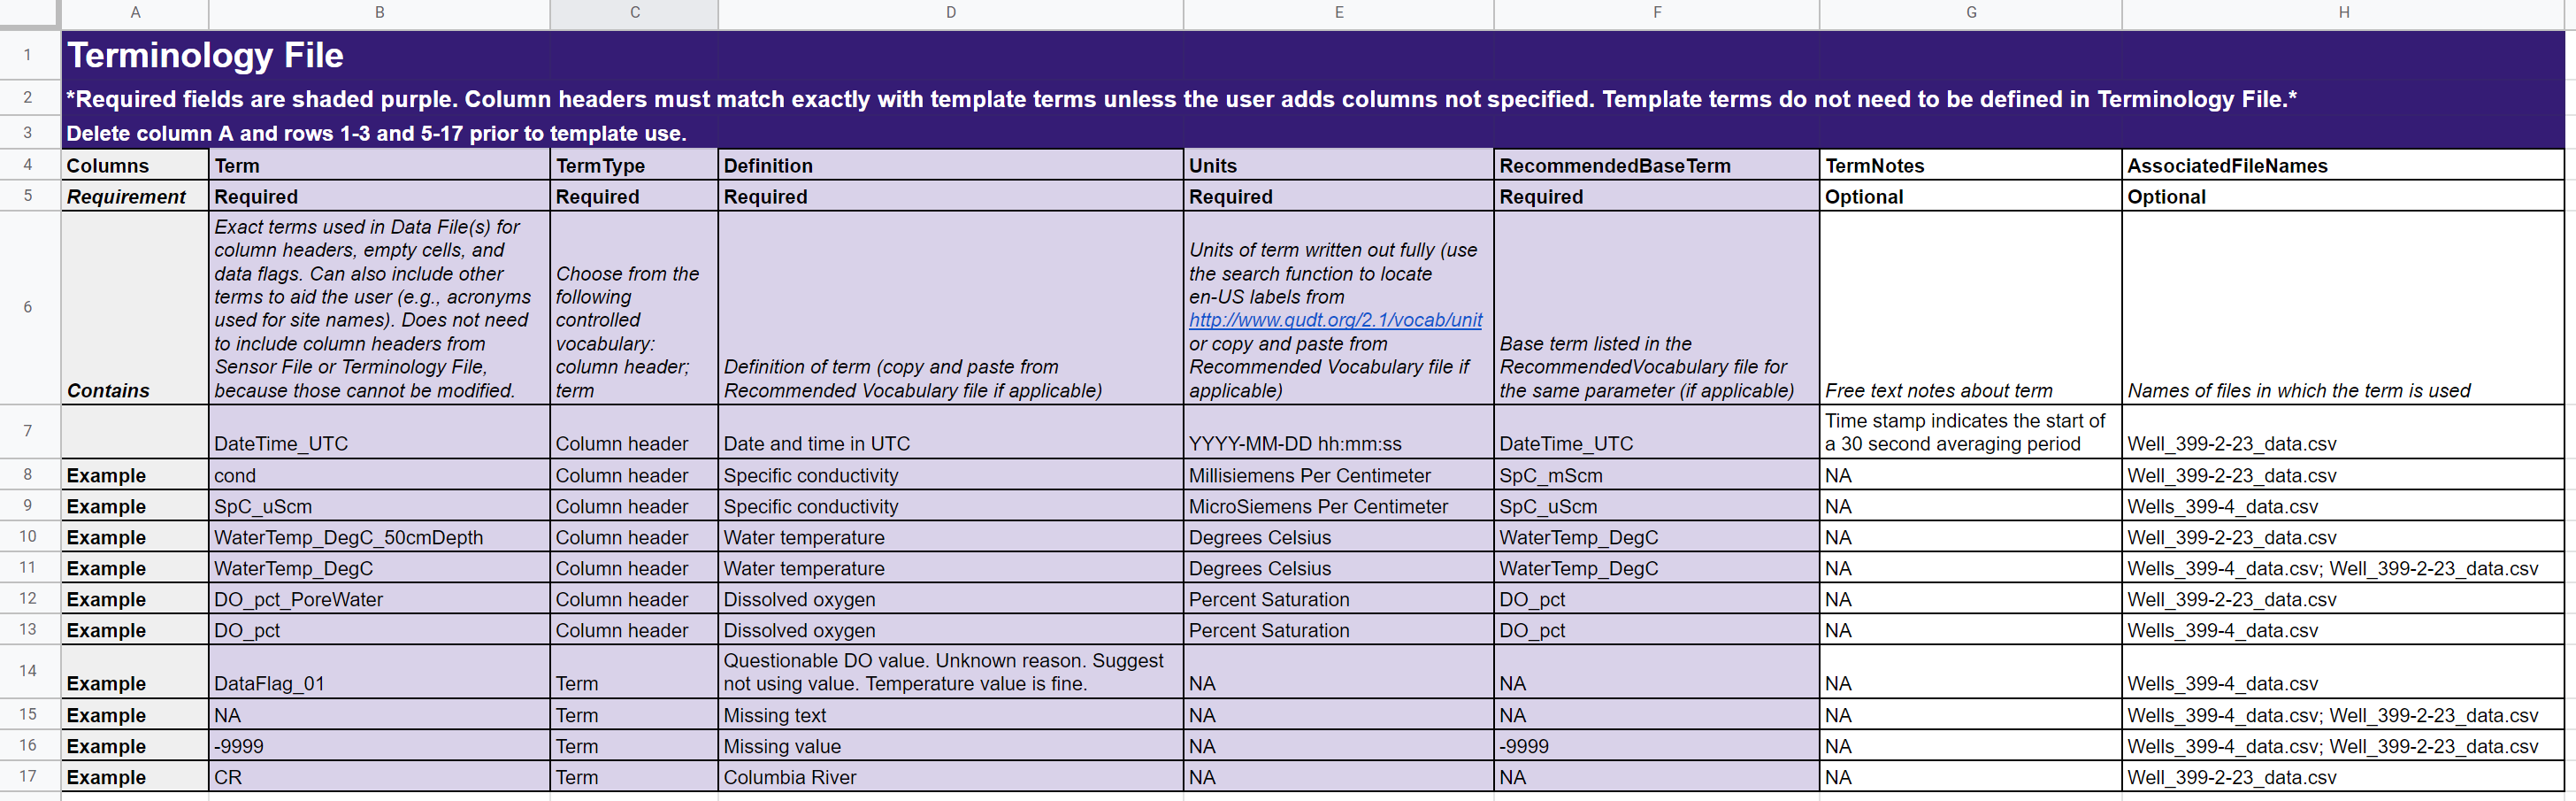 A B C D E F G H
1 Terminology File
2 *Required fields are shaded purple. Column headers must match exactly with template terms unless the user adds columns not specified. Template terms do not need to be defined in Terminology File.*
3 Delete column A and rows 1-3 and 5-17 prior to template use.
4 Columns Term TermType Definition Units RecommendedBaseTerm TermNotes AssociatedFileNames
5 Requirement Required Required Required Required Required Optional Optional
6
Contains
Exact terms used in Data File(s) for
column headers, empty cells, and
data flags. Can also include other
terms to aid the user (e.g., acronyms
used for site names). Does not need
to include column headers from
Sensor File or Terminology File,
because those cannot be modified.
Choose from the
following
controlled
vocabulary:
column header;
term
Definition of term (copy and paste from
Recommended Vocabulary file if applicable)
Units of term written out fully (use
the search function to locate
en-US labels from
http://www.qudt.org/2.1/vocab/unit
or copy and paste from
Recommended Vocabulary file if
applicable)
Base term listed in the
RecommendedVocabulary file for
the same parameter (if applicable)
Free text notes about term
Names of files in which the term is used
7 DateTime_UTC Column header Date and time in UTC YYYY-MM-DD hh:mm:ss DateTime_UTC
Time stamp indicates the start of
a 30 second averaging period
Well_399-2-23_data.csv
8 Example cond Column header Specific conductivity Millisiemens Per Centimeter SpC_mScm NA Well_399-2-23_data.csv
9 Example SpC_uScm Column header Specific conductivity MicroSiemens Per Centimeter SpC_uScm NA Wells_399-4_data.csv
10 Example WaterTemp_DegC_50cmDepth Column header Water temperature Degrees Celsius WaterTemp_DegC NA Well_399-2-23_data.csv
11 Example WaterTemp_DegC Column header Water temperature Degrees Celsius WaterTemp_DegC NA Wells_399-4_data.csv; Well_399-2-23_data.csv
12 Example DO_pct_PoreWater Column header Dissolved oxygen Percent Saturation DO_pct NA Well_399-2-23_data.csv
13 Example DO_pct Column header Dissolved oxygen Percent Saturation DO_pct NA Wells_399-4_data.csv
14 Example DataFlag_01 Term
Questionable DO value. Unknown reason. Suggest
not using value. Temperature value is fine.
NA NA NA Wells_399-4_data.csv
15 Example NA Term Missing text NA NA NA Wells_399-4_data.csv; Well_399-2-23_data.csv
16 Example -9999 Term Missing value NA -9999 NA Wells_399-4_data.csv; Well_399-2-23_data.csv
17 Example CR Term Columbia River NA NA NA Well_399-2-23_data.csv